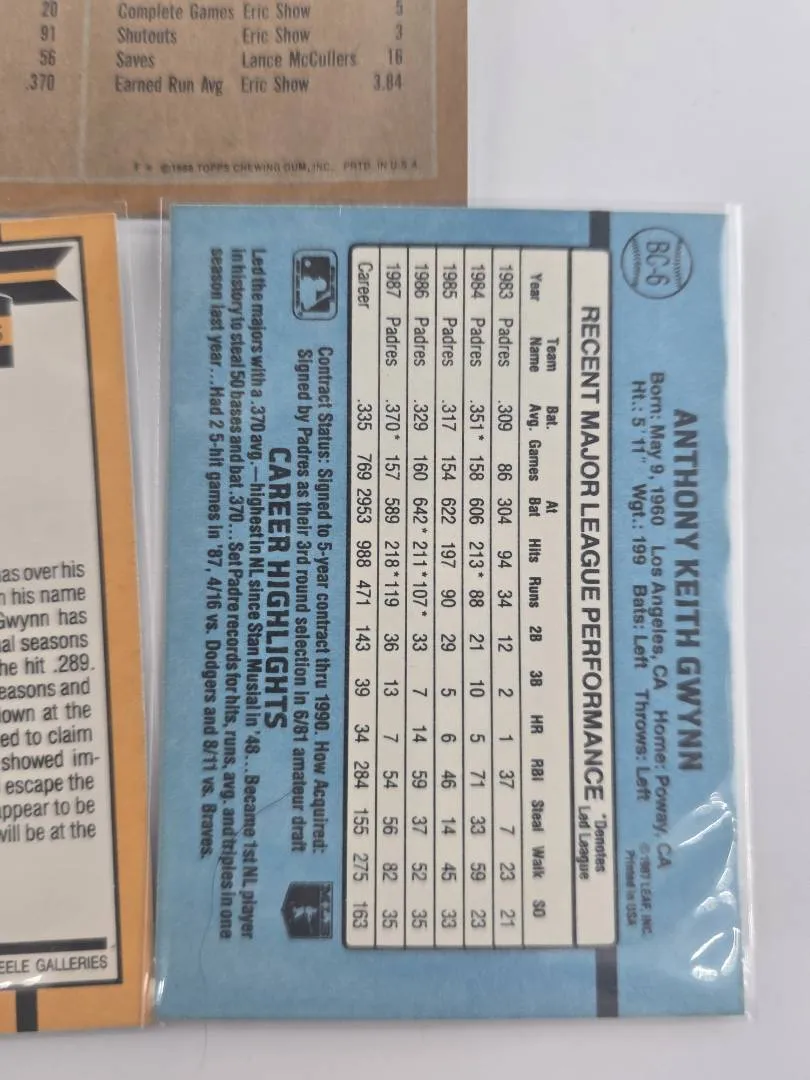 20 Complete Games Eric Show 5
91 Shutouts Eric Show 3
56 Saves Lance McCullers 16
.370 Earned Run Avg Eric Show 3.84
©1988 TOPPS CHEWING GUM, INC. PRTD. IN U.S.A.
BC-6
ANTHONY KEITH GWYNN
Born: May 9, 1960 Los Angeles, CA Home: Poway, CA
Ht.: 5' 11" Wgt.: 199 Bats: Left Throws: Left
©1987 LEAF, INC.
Printed in USA
RECENT MAJOR LEAGUE PERFORMANCE *Denotes
Led League
Year Team Name Bat. Avg. Games At Bat Hits Runs 2B 3B HR RBI Steal Walk SO
1983 Padres .309 86 304 94 34 12 2 1 37 7 23 21
1984 Padres .351* 158 606 213* 88 21 10 5 71 33 59 23
1985 Padres .317 154 622 197 90 29 5 6 46 14 45 33
1986 Padres .329 160 642* 211* 107* 33 7 14 59 37 52 35
1987 Padres .370* 157 589 218* 119 36 13 7 54 56 82 35
Career .335 769 2953 988 471 143 39 34 284 155 275 163
Contract Status: Signed to 5-year contract thru 1990. How Acquired:
Signed by Padres as their 3rd round selection in 6/81 amateur draft
MLB
CAREER HIGHLIGHTS
Led the majors with a .370 avg.—highest in NL since Stan Musial in '48... Became 1st NL player
in history to steal 50 bases and bat .370... Set Padre records for hits, runs, avg. and triples in one
season last year... Had 2 5-hit games in '87, 4/16 vs. Dodgers and 8/11 vs. Braves.
as over his
his name
Gwynn has
al seasons
he hit .289.
easons and
own at the
ed to claim
showed im-
escape the
ppear to be
will be at the
EELE GALLERIES